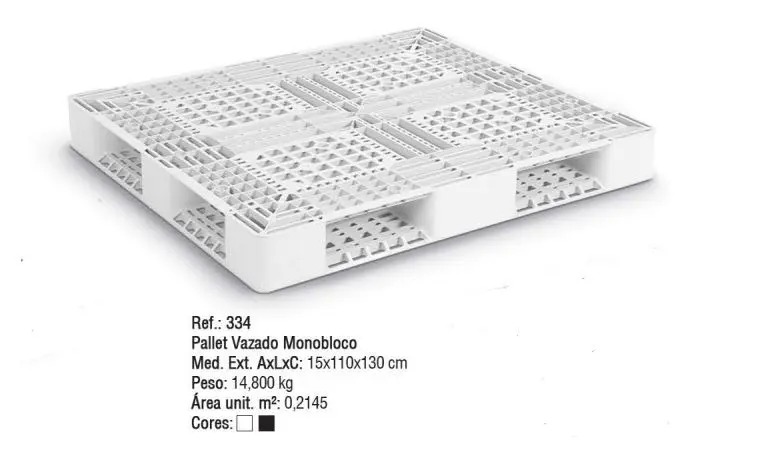 Ref.: 334
Pallet Vazado Monobloco
Med. Ext. AxLxC: 15x110x130 cm
Peso: 14,800 kg
Área unit. m²: 0,2145
Cores: